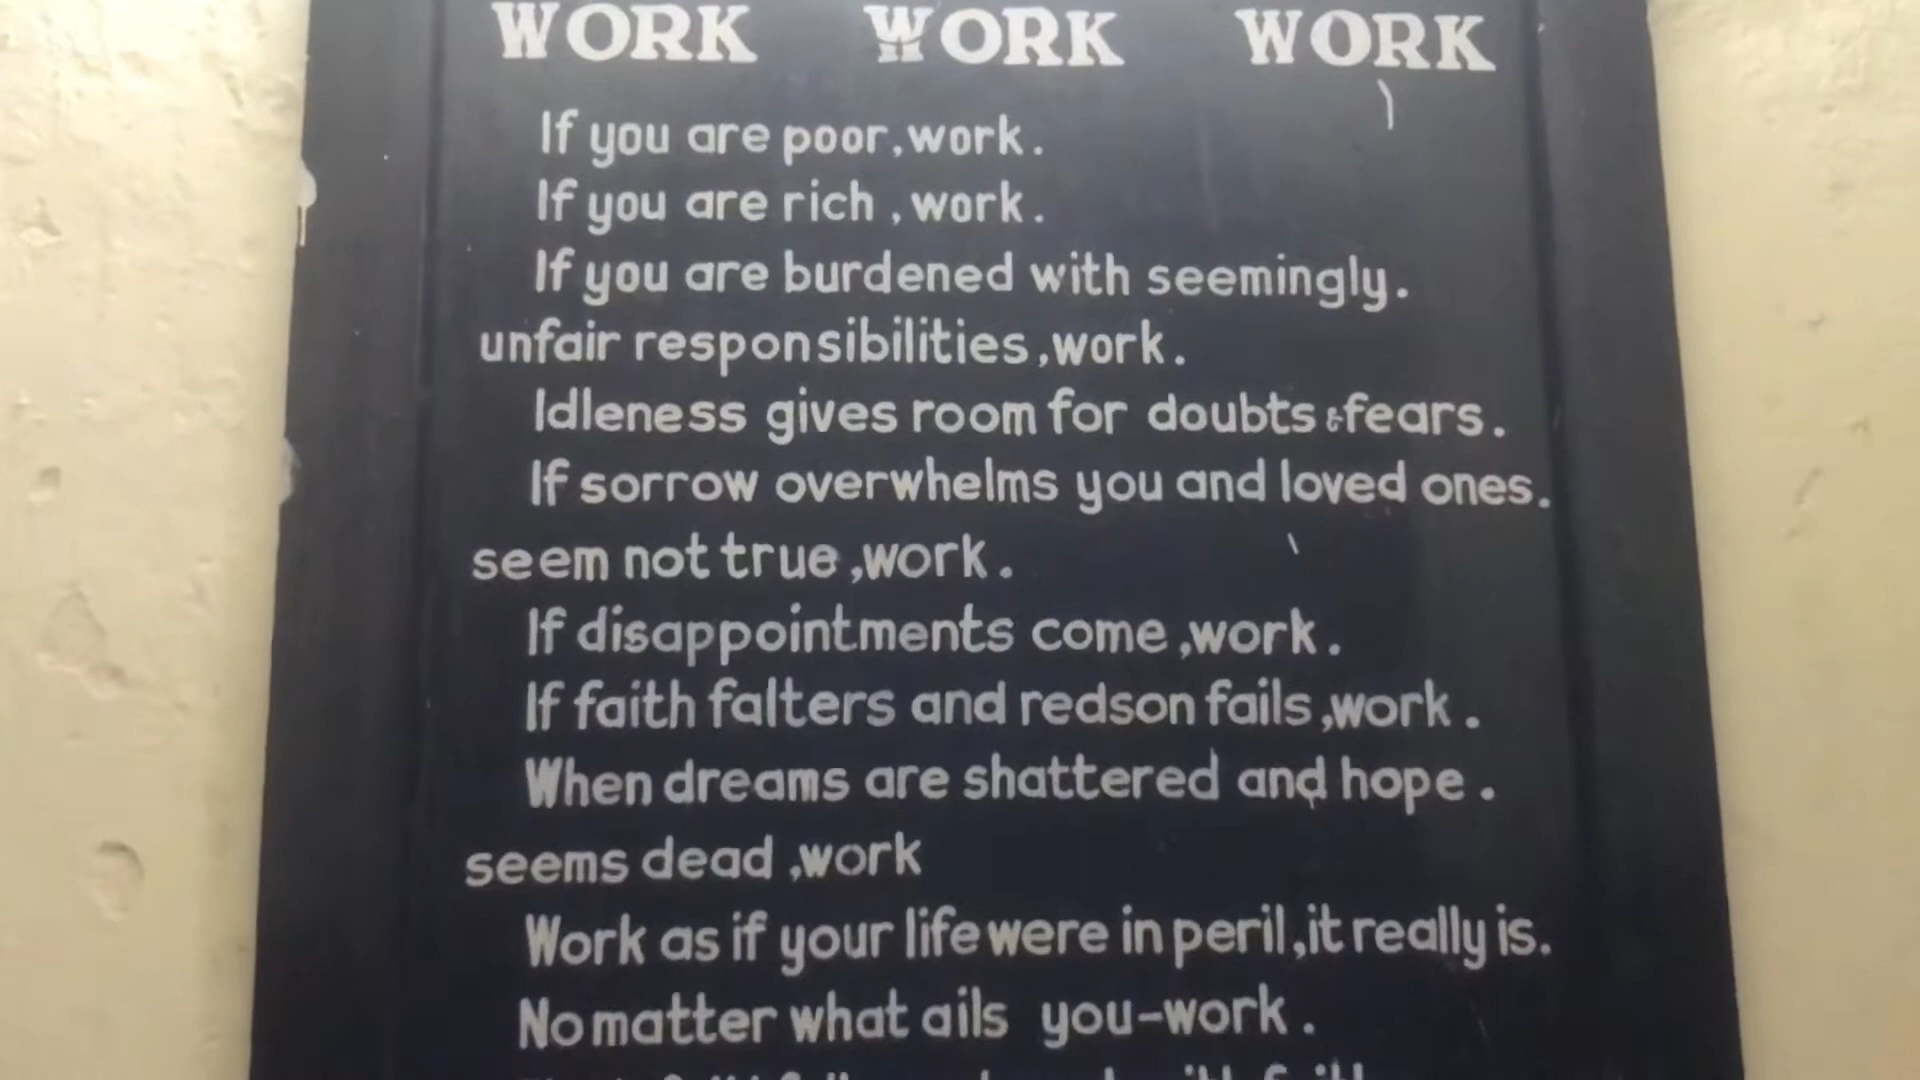 WORK WORK WORK
If you are poor,work.
If you are rich ,work.
If you are burdened with seemingly.
unfair responsibilities,work.
Idleness gives room for doubts &fears.
If sorrow overwhelms you and loved ones.
seem not true,work.
If disappointments come,work.
If faith falters and redson fails,work.
When dreams are shattered and hope.
seems dead,work
Work as if your life were in peril,it really is.
No matter what ails you-work.